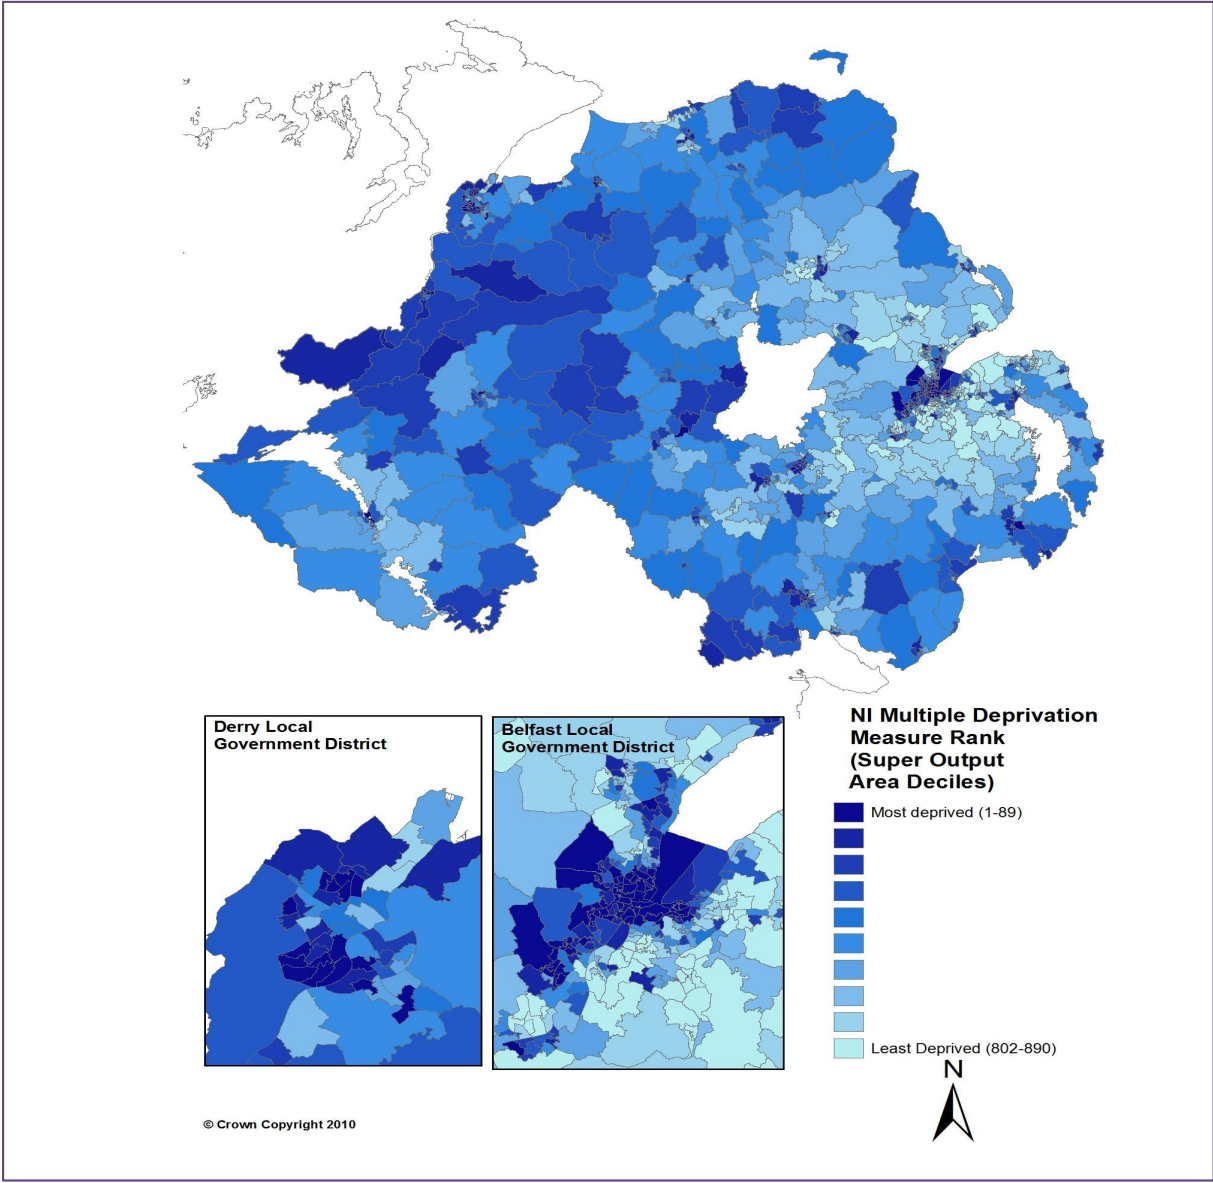 Derry Local
Government District
Belfast Local
Government District
NI Multiple Deprivation
Measure Rank
(Super Output
Area Deciles)
Most deprived (1-89)
Least Deprived (802-890)
N
© Crown Copyright 2010